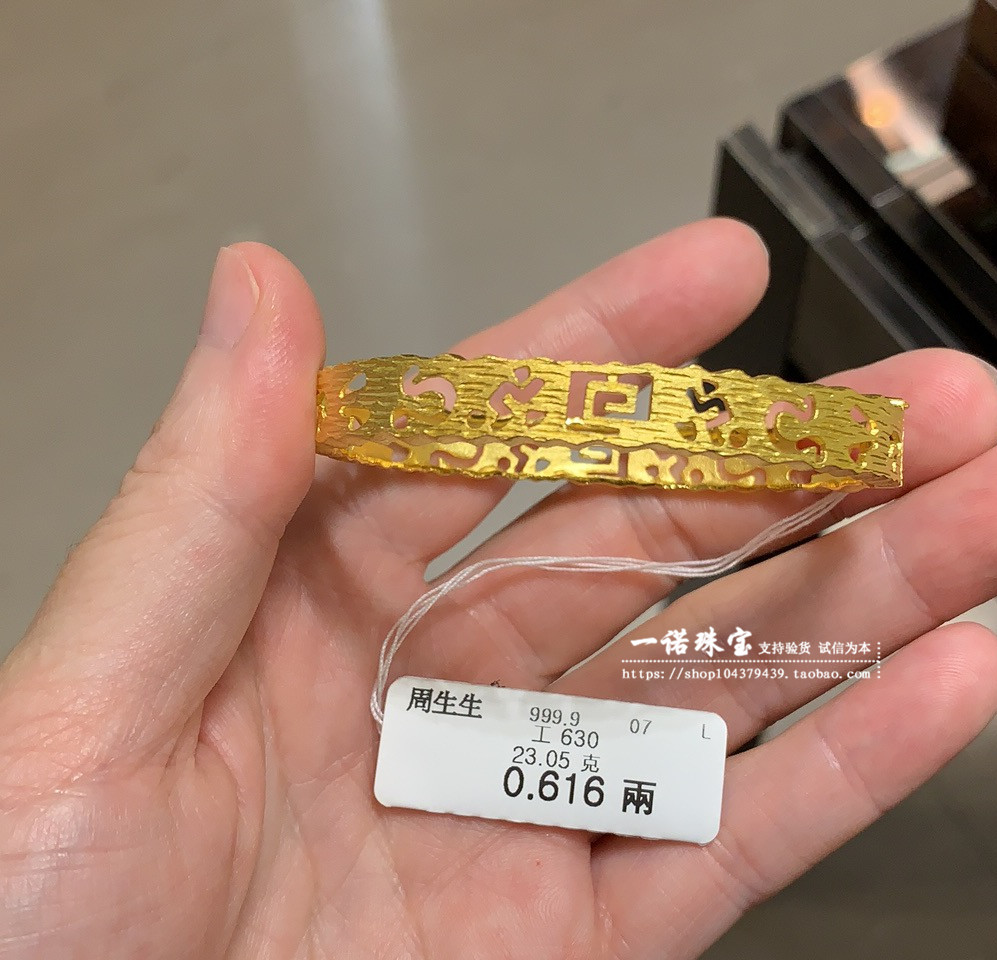 一诺珠宝 支持验货 试信为本
https://shop104379439.taobao.com
周生生 999.9 07 L
工 630
23.05 克
0.616 兩